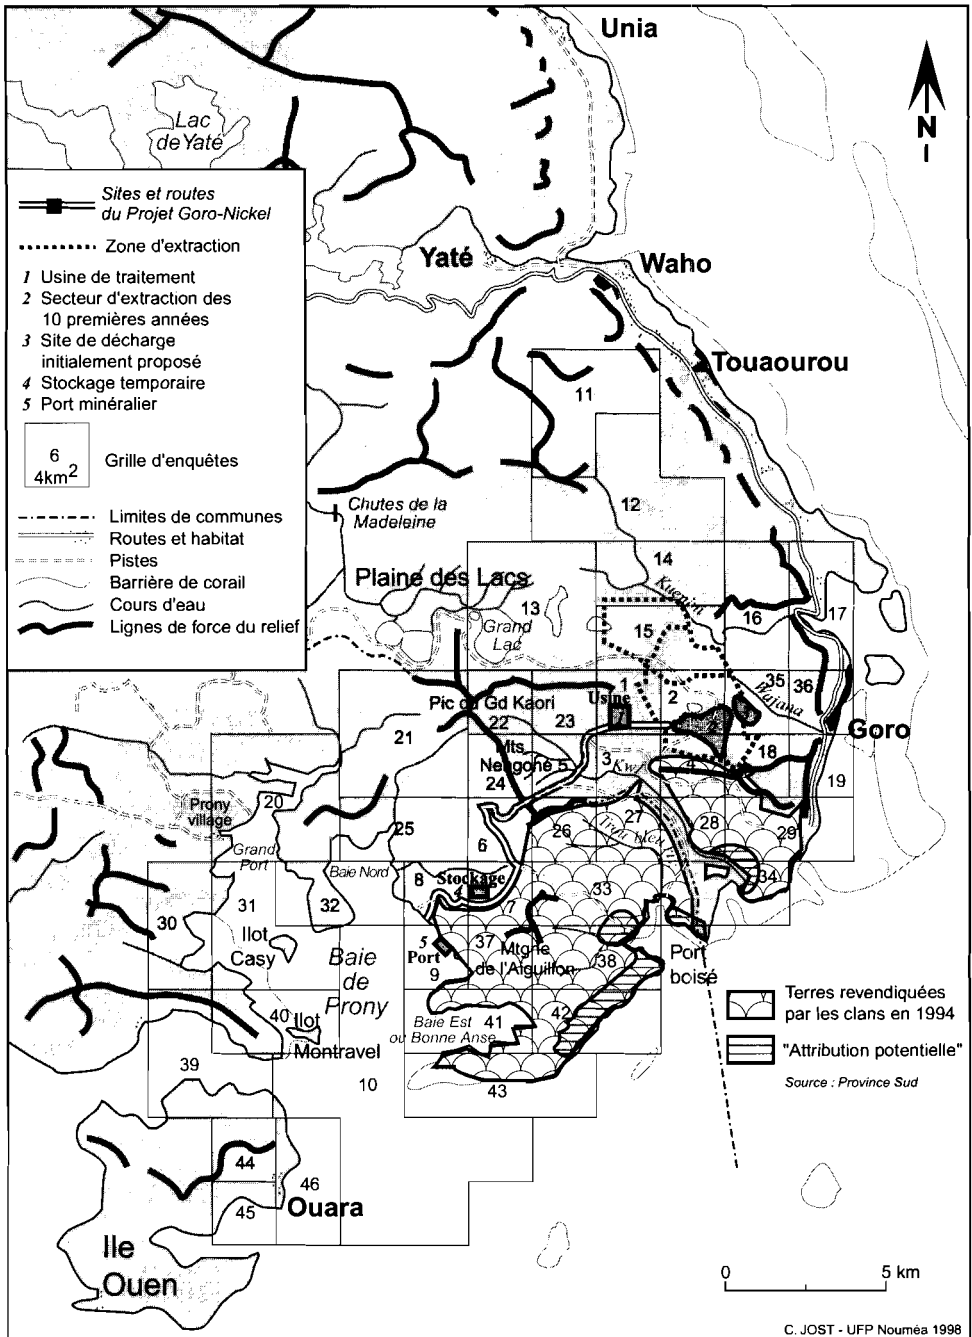 Unia
N
Lac
de Yaté
Sites et routes
du Projet Goro-Nickel
Zone d'extraction
1 Usine de traitement
2 Secteur d'extraction des
10 premières années
3 Site de décharge
initialement proposé
4 Stockage temporaire
5 Port minéralier
6
4km2
Grille d'enquêtes
Limites de communes
Routes et habitat
Pistes
Barrière de corail
Cours d'eau
Lignes de force du relief
Yaté
Waho
Touaourou
11
12
Chutes de la
Madeleine
14
Plaine des Lacs
13
Kuenini
16
17
Grand
Lac
15
1
Usine
1
2
35
36
Wajana
Pic du Gd Kaori
22
23
2
Goro
21
Mts
Nengone 5
3
Kw
4
18
19
24
20
Prony
village
25
26
27
28
29
Grand
Port
6
Baie Nord
8
Stockage
4
7
33
34
30
31
32
Ilot
Casy
Baie
de
Prony
5
Port
9
37
Mtgne
de l'Aiguillon
38
Port
boisé
40
Ilot
Montravel
Baie Est
ou Bonne Anse
41
42
39
10
43
Terres revendiquées
par les clans en 1994
"Attribution potentielle"
Source : Province Sud
44
46
45
Ouara
Ile
Ouen
0 5 km
C. JOST - UFP Nouméa 1998